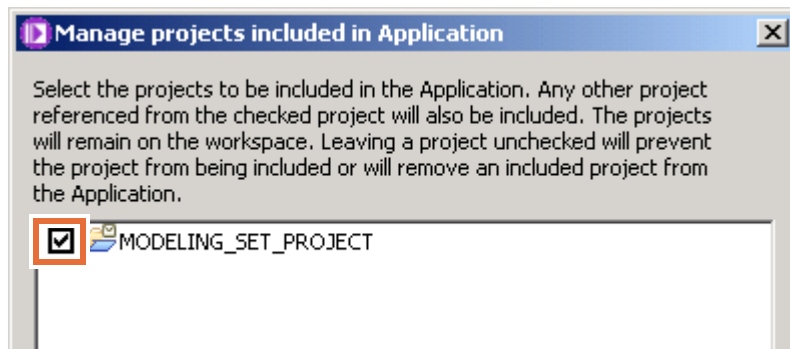 Manage projects included in Application
Select the projects to be included in the Application. Any other project
referenced from the checked project will also be included. The projects
will remain on the workspace. Leaving a project unchecked will prevent
the project from being included or will remove an included project from
the Application.
MODELING_SET_PROJECT